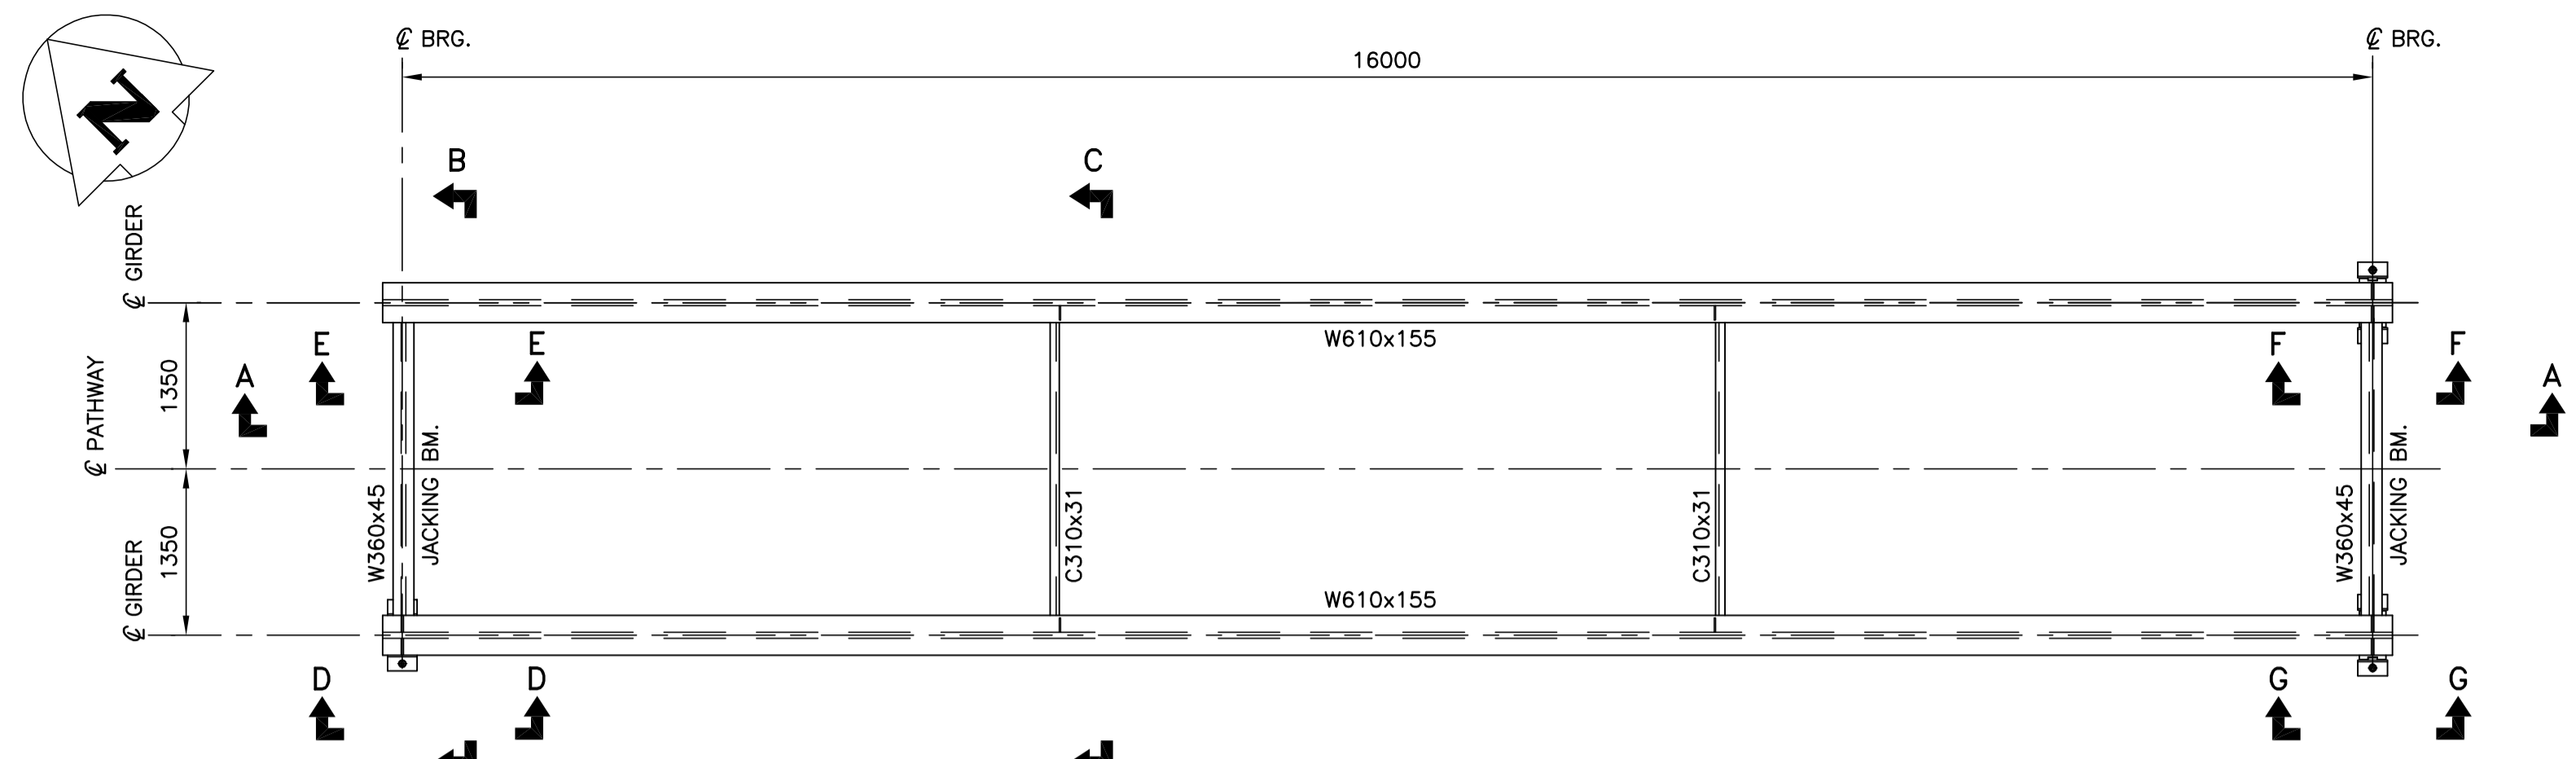 ℄ BRG.
℄ BRG.
16000
N
B
C
℄ GIRDER
E
E
W610x155
F
F
A
A
1350
℄ PATHWAY
JACKING BM.
JACKING BM.
W360x45
C310x31
C310x31
W360x45
1350
℄ GIRDER
W610x155
D
D
G
G